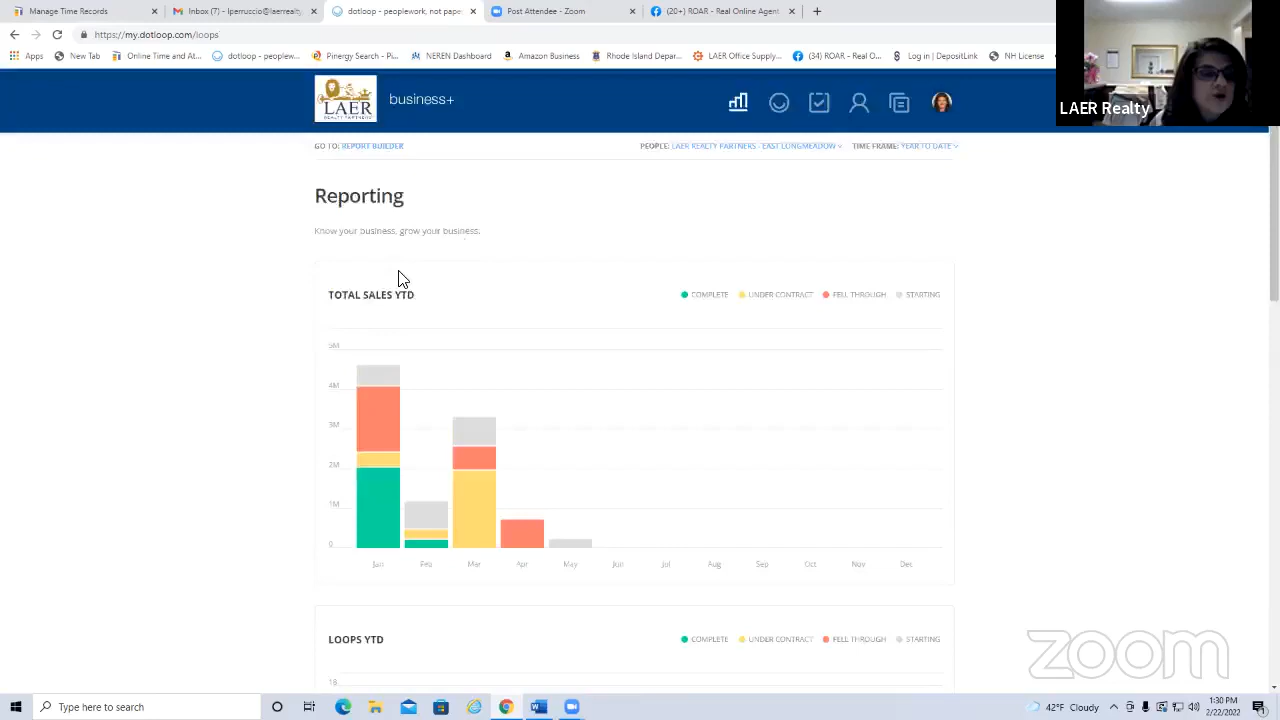 Manage Time Records
Inbox (7) - lperruccio@laerrealty
My Loops - dotloop
Post Attendee - Zoom
(20+) ROAR - Real Online Agent
https://my.dotloop.com/loops
Apps
New Tab
Online Time and At...
dotloop - peoplew...
Pinergy Search - Pi...
NEREN Dashboard
Amazon Business
Rhode Island Depar...
LAER Office Supply...
(34) ROAR - Real O...
Log in | DepositLink
NH License
LAER
REALTY PARTNERS
business+
LAER Realty
GO TO: REPORT BUILDER
PEOPLE: LAER REALTY PARTNERS - EAST LONGMEADOW
TIME FRAME: YEAR TO DATE
Reporting
Know your business, grow your business.
TOTAL SALES YTD
COMPLETE
UNDER CONTRACT
FELL THROUGH
STARTING
5M
4M
3M
2M
1M
0
Jan Feb Mar Apr May Jun Jul Aug Sep Oct Nov Dec
LOOPS YTD
COMPLETE
UNDER CONTRACT
FELL THROUGH
STARTING
18
zoom
Type here to search
42°F Cloudy
1:30 PM
2/22/2022